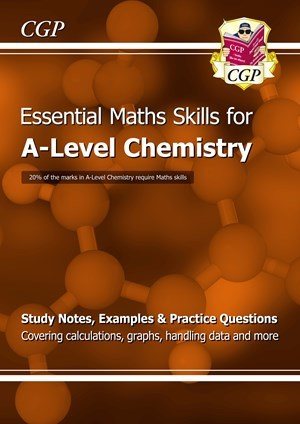 CGP
CGP
CGP
Essential Maths Skills for
A-Level Chemistry
20% of the marks in A-Level Chemistry require Maths skills
Study Notes, Examples & Practice Questions
Covering calculations, graphs, handling data and more